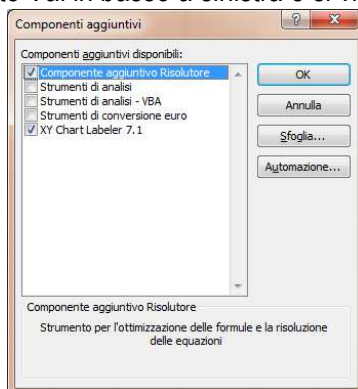 Componenti aggiuntivi
Componenti aggiuntivi disponibili:
Componente aggiuntivo Risolutore
Strumenti di analisi
Strumenti di analisi - VBA
Strumenti di conversione euro
XY Chart Labeler 7.1
OK
Annulla
Sfoglia...
Automazione...
Componente aggiuntivo Risolutore
Strumento per l'ottimizzazione delle formule e la risoluzione
delle equazioni